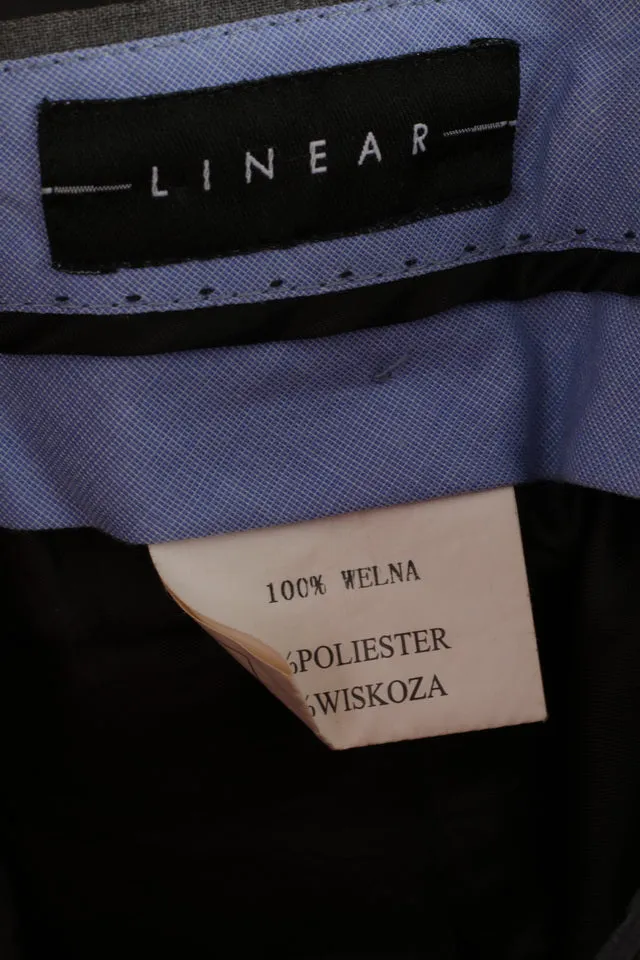 LINEAR
100% WELNA
%POLIESTER
%WISKOZA